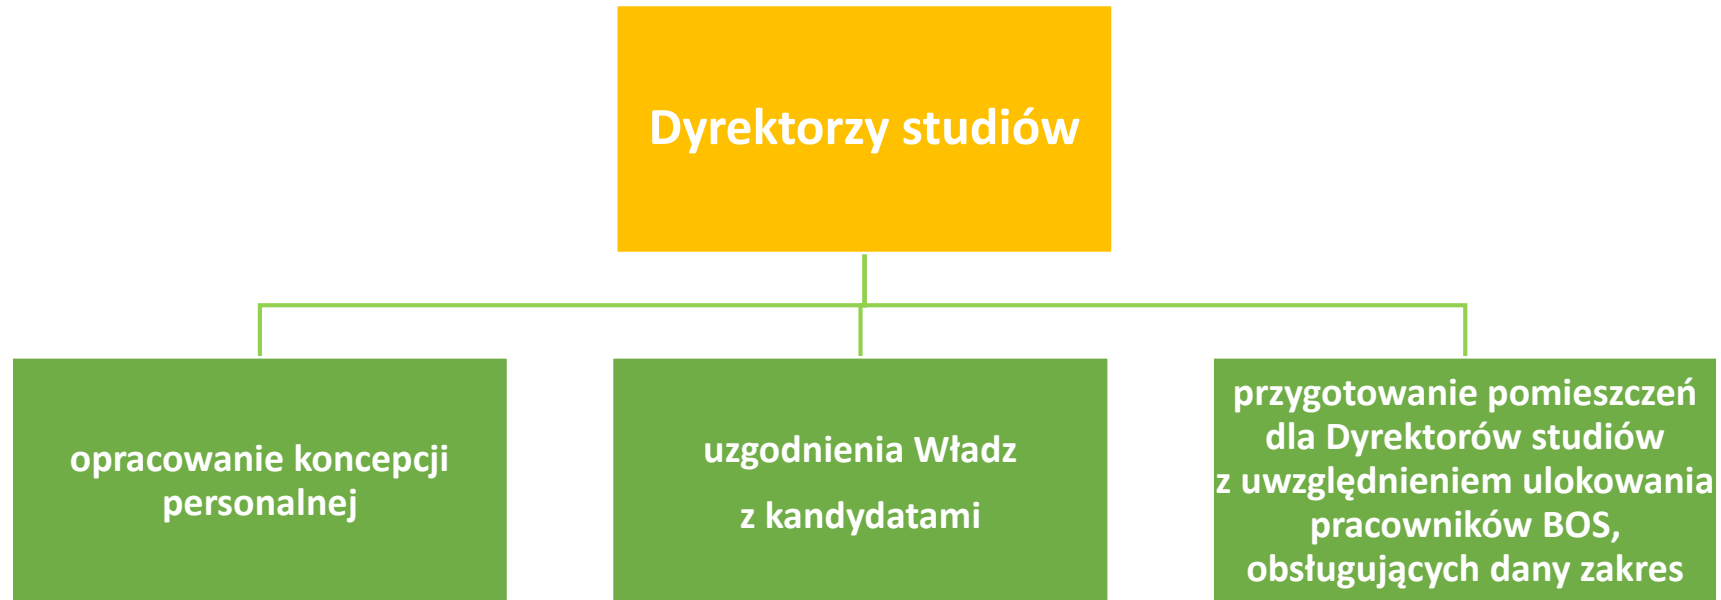 Dyrektorzy studiów
opracowanie koncepcji
personalnej
uzgodnienia Władz
z kandydatami
przygotowanie pomieszczeń
dla Dyrektorów studiów
z uwzględnieniem ulokowania
pracowników BOS,
obsługujących dany zakres